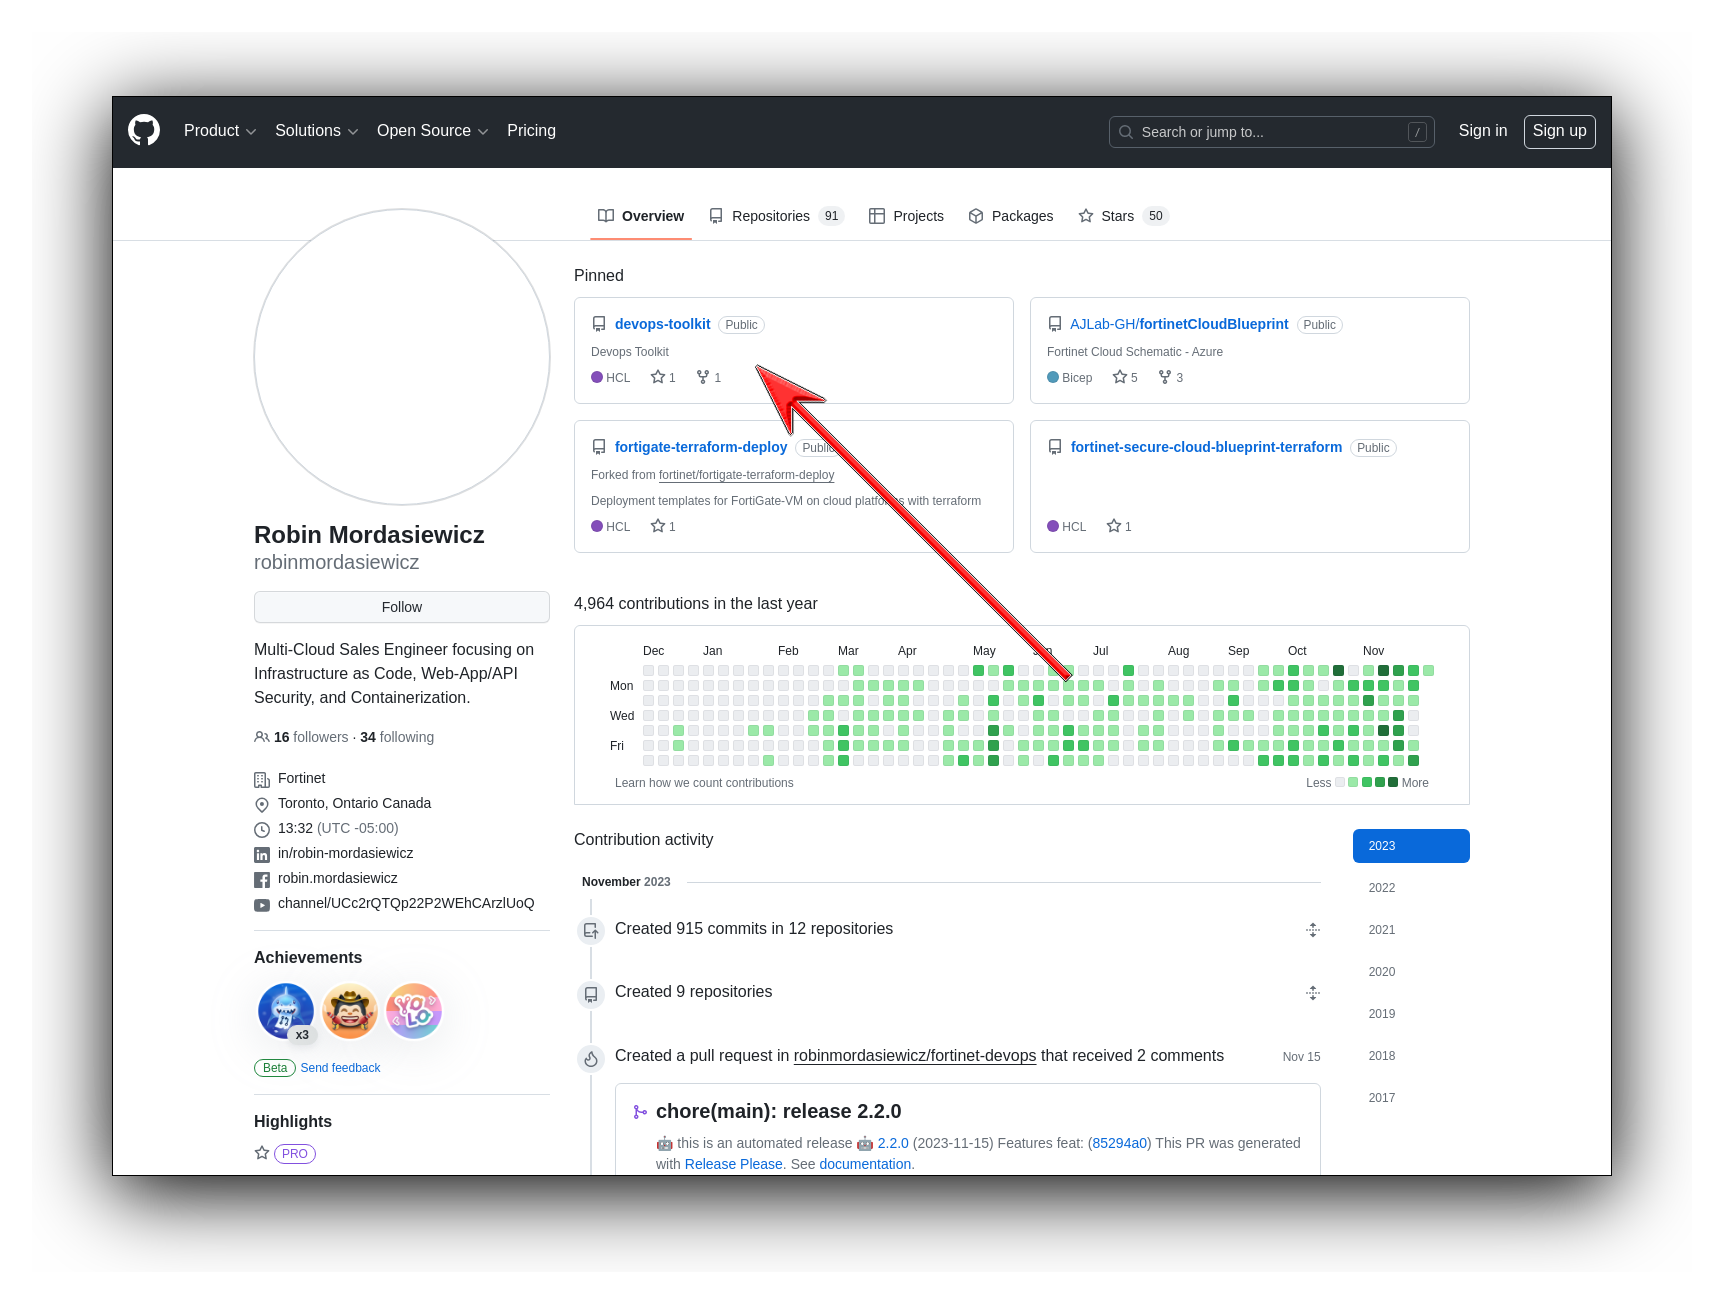 Product Solutions Open Source Pricing Search or jump to... / Sign in Sign up
Overview Repositories 91 Projects Packages Stars 50
Robin Mordasiewicz
robinmordasiewicz
Follow
Multi-Cloud Sales Engineer focusing on
Infrastructure as Code, Web-App/API
Security, and Containerization.
16 followers · 34 following
Fortinet
Toronto, Ontario Canada
13:32 (UTC -05:00)
in/robin-mordasiewicz
robin.mordasiewicz
channel/UCc2rQTQp22P2WEhCArzlUoQ
Achievements
x3
YOLO
Beta Send feedback
Highlights
PRO
Pinned
devops-toolkit Public
Devops Toolkit
HCL 1 1
AJLab-GH/fortinetCloudBlueprint Public
Fortinet Cloud Schematic - Azure
Bicep 5 3
fortigate-terraform-deploy Public
Forked from fortinet/fortigate-terraform-deploy
Deployment templates for FortiGate-VM on cloud platforms with terraform
HCL 1
fortinet-secure-cloud-blueprint-terraform Public
HCL 1
4,964 contributions in the last year
Dec Jan Feb Mar Apr May Jun Jul Aug Sep Oct Nov
Mon
Wed
Fri
Learn how we count contributions Less More
Contribution activity
November 2023
Created 915 commits in 12 repositories
Created 9 repositories
Created a pull request in robinmordasiewicz/fortinet-devops that received 2 comments Nov 15
chore(main): release 2.2.0
🤖 this is an automated release 🤖 2.2.0 (2023-11-15) Features feat: (85294a0) This PR was generated
with Release Please. See documentation.
2023
2022
2021
2020
2019
2018
2017